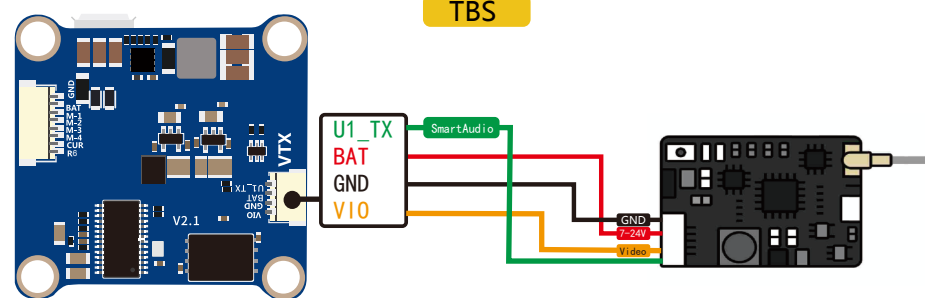 TBS
GND
BAT
M-1
M-2
M-3
M-4
CUR
R6
VTX
U1_TX
BAT
GND
VIO
V2.1
U1_TX
BAT
GND
VIO
SmartAudio
GND
7-24V
Video